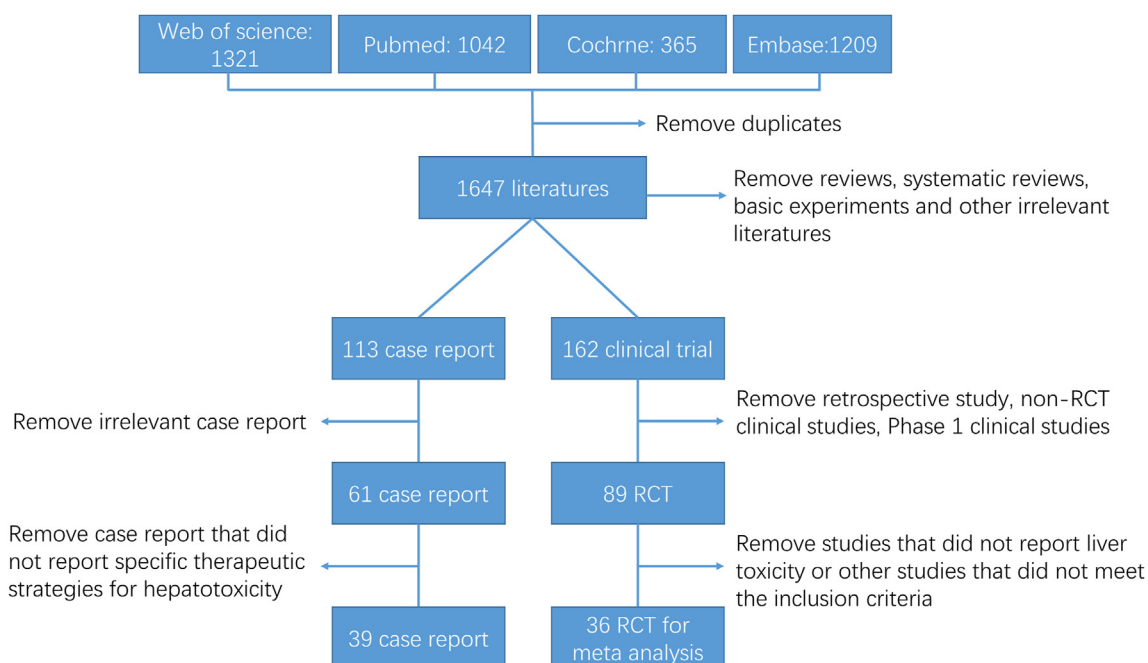 Web of science:
1321
Pubmed: 1042
Cochrne: 365
Embase:1209
Remove duplicates
1647 literatures
Remove reviews, systematic reviews,
basic experiments and other irrelevant
literatures
113 case report
162 clinical trial
Remove irrelevant case report
Remove retrospective study, non-RCT
clinical studies, Phase 1 clinical studies
61 case report
89 RCT
Remove case report that did
not report specific therapeutic
strategies for hepatotoxicity
Remove studies that did not report liver
toxicity or other studies that did not meet
the inclusion criteria
39 case report
36 RCT for
meta analysis